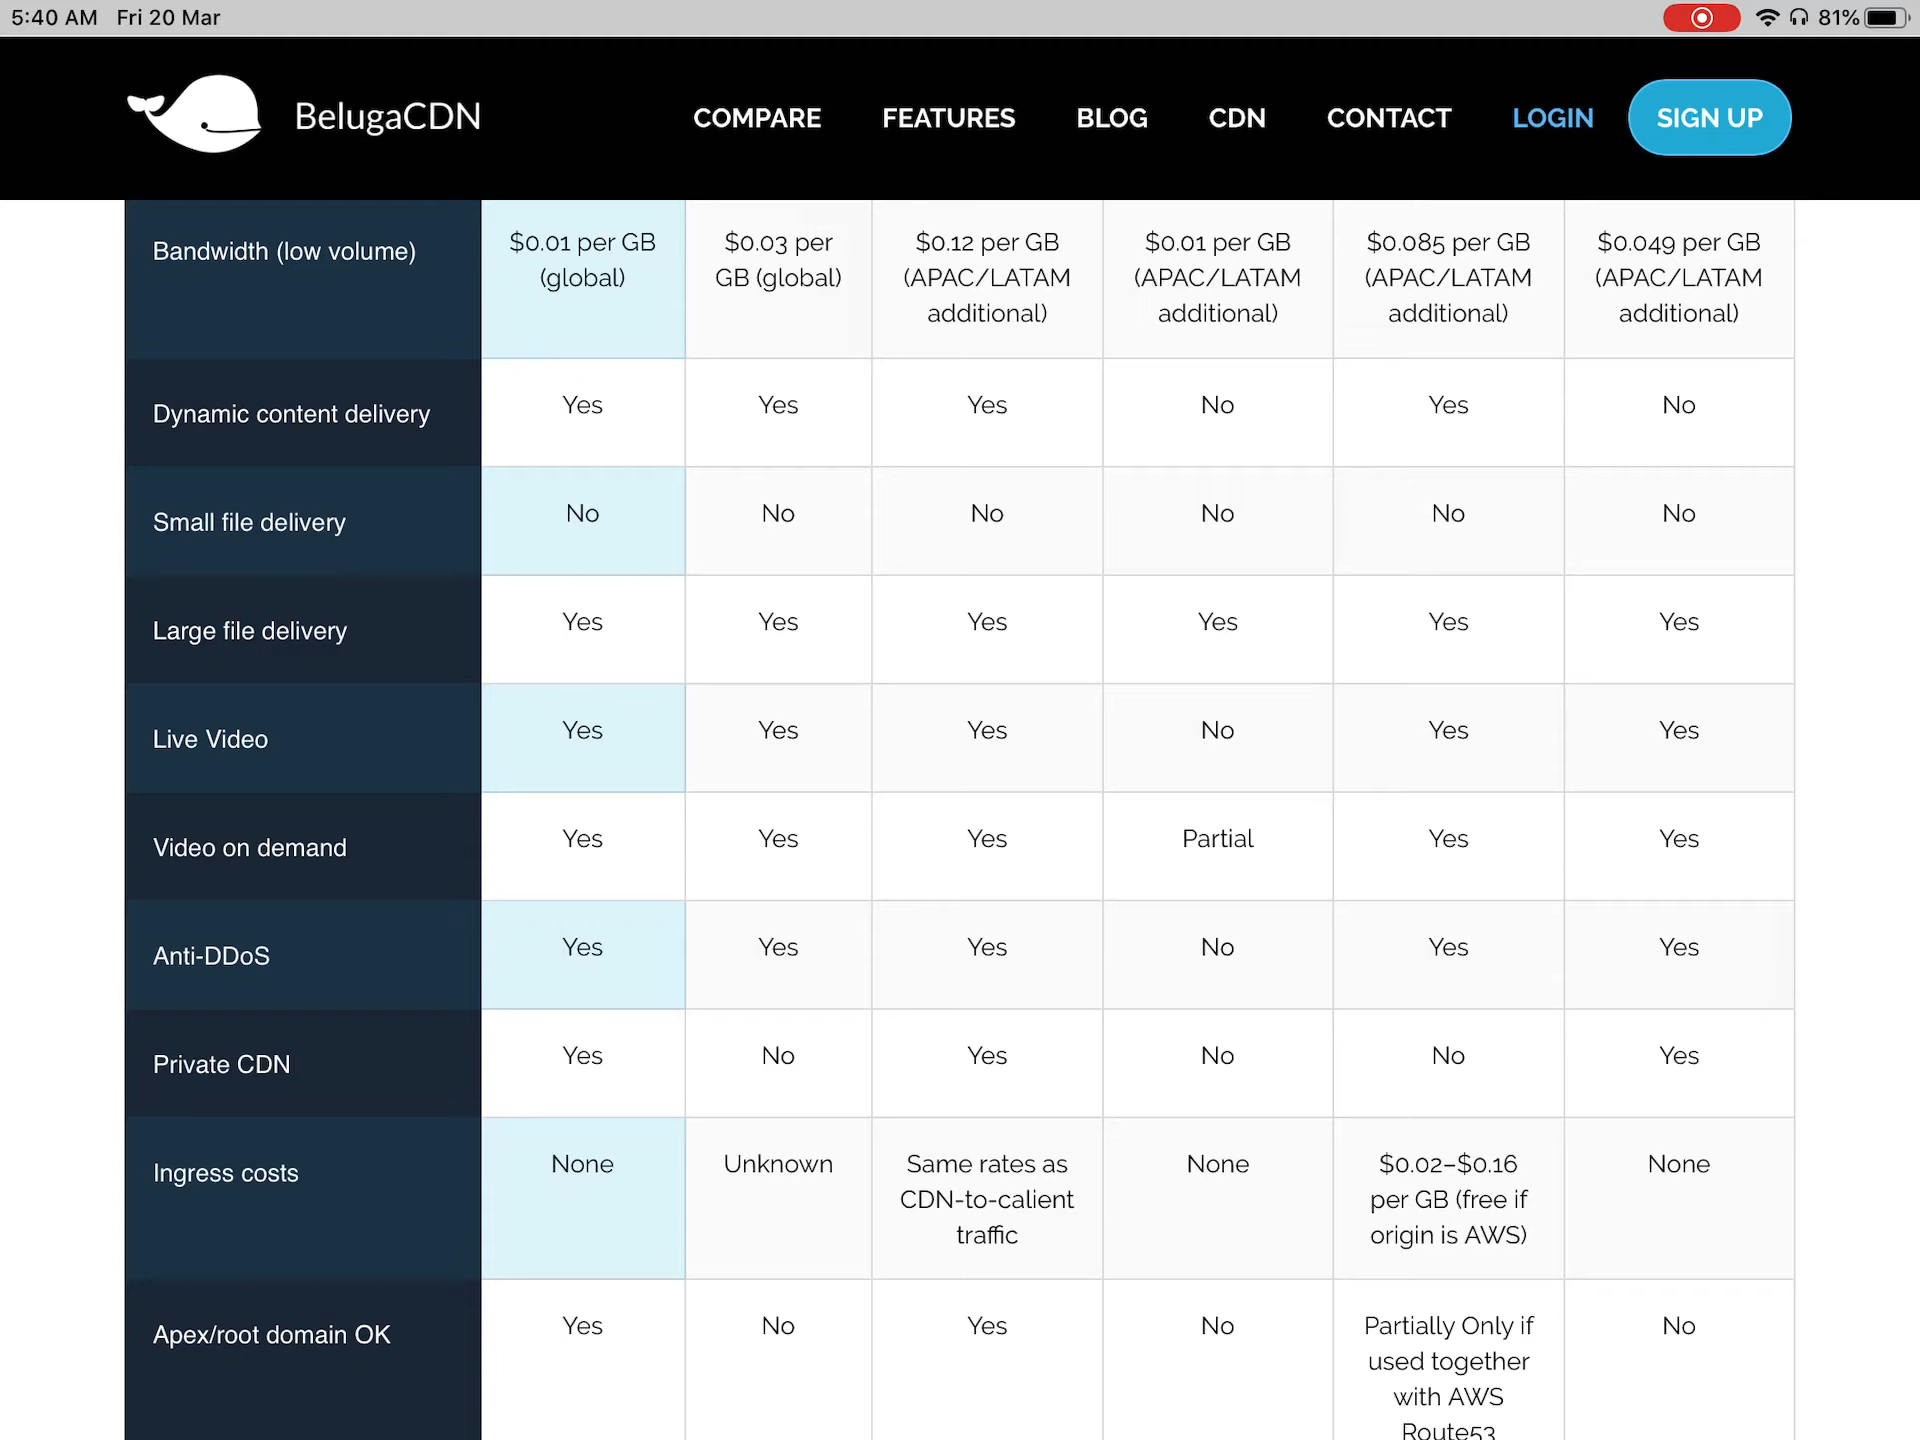 5:40 AM Fri 20 Mar 81%
BelugaCDN COMPARE FEATURES BLOG CDN CONTACT LOGIN SIGN UP
Bandwidth (low volume)
$0.01 per GB
(global)
$0.03 per
GB (global)
$0.12 per GB
(APAC/LATAM
additional)
$0.01 per GB
(APAC/LATAM
additional)
$0.085 per GB
(APAC/LATAM
additional)
$0.049 per GB
(APAC/LATAM
additional)
Dynamic content delivery Yes Yes Yes No Yes No
Small file delivery No No No No No No
Large file delivery Yes Yes Yes Yes Yes Yes
Live Video Yes Yes Yes No Yes Yes
Video on demand Yes Yes Yes Partial Yes Yes
Anti-DDoS Yes Yes Yes No Yes Yes
Private CDN Yes No Yes No No Yes
Ingress costs
None
Unknown
Same rates as
CDN-to-calient
traffic
None
$0.02–$0.16
per GB (free if
origin is AWS)
None
Apex/root domain OK
Yes
No
Yes
No
Partially Only if
used together
with AWS
Route53
No